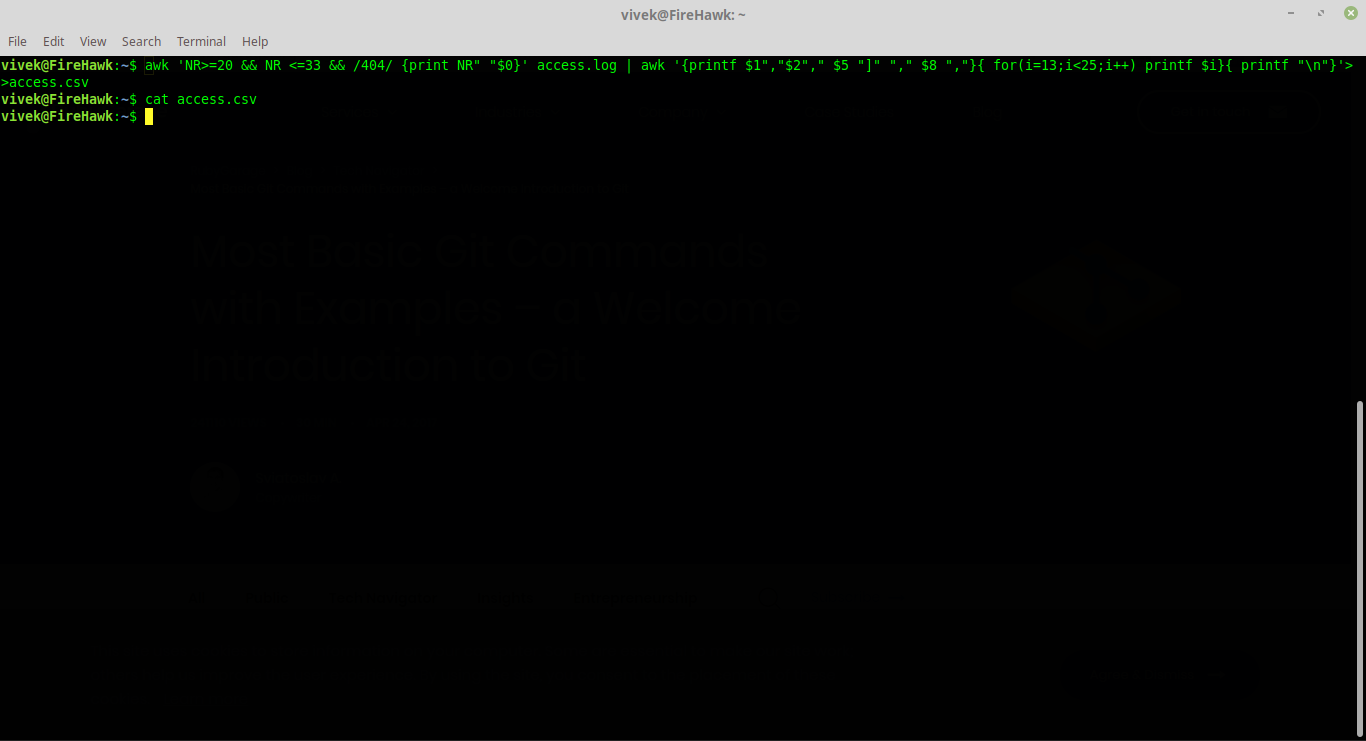 vivek@FireHawk: ~
File Edit View Search Terminal Help
vivek@FireHawk:~$ awk 'NR>=20 && NR <=33 && /404/ {print NR" "$0}' access.log | awk '{printf $1","$2"," $5 "]" "," $8 ","}{ for(i=13;i<25;i++) printf $i}{ printf "\n"}'>
>access.csv
vivek@FireHawk:~$ cat access.csv
vivek@FireHawk:~$
Most Basic Git Commands
with Examples – a Welcome
Introduction to Git